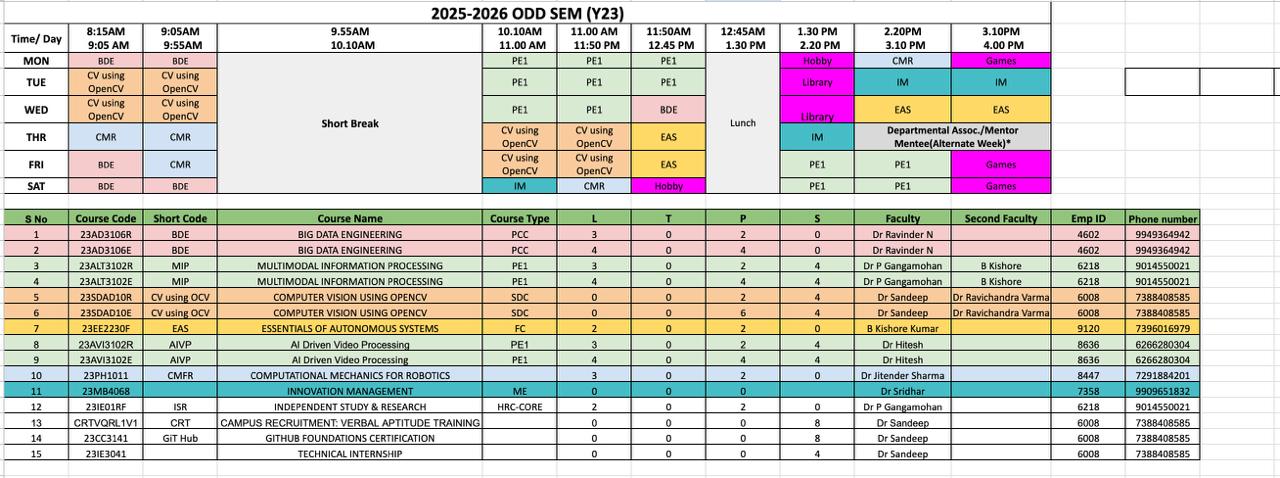 2025-2026 ODD SEM (Y23)
Time/ Day 8:15AM 9:05 AM 9:05AM 9:55AM 9.55AM 10.10AM 10.10AM 11.00 AM 11.00 AM 11:50 PM 11:50AM 12.45 PM 12:45AM 1.30 PM 1.30 PM 2.20 PM 2.20PM 3.10 PM 3.10PM 4.00 PM
MON BDE BDE Short Break PE1 PE1 PE1 Lunch Hobby CMR Games
TUE CV using OpenCV CV using OpenCV PE1 PE1 PE1 Library IM IM
WED CV using OpenCV CV using OpenCV PE1 PE1 BDE Library EAS EAS
THR CMR CMR CV using OpenCV CV using OpenCV EAS IM Departmental Assoc./Mentor Mentee(Alternate Week)*
FRI BDE CMR CV using OpenCV CV using OpenCV EAS PE1 PE1 Games
SAT BDE BDE IM CMR Hobby PE1 PE1 Games
S No Course Code Short Code Course Name Course Type L T P S Faculty Second Faculty Emp ID Phone number
1 23AD3106R BDE BIG DATA ENGINEERING PCC 3 0 2 0 Dr Ravinder N 4602 9949364942
2 23AD3106E BDE BIG DATA ENGINEERING PCC 4 0 4 0 Dr Ravinder N 4602 9949364942
3 23ALT3102R MIP MULTIMODAL INFORMATION PROCESSING PE1 3 0 2 4 Dr P Gangamohan B Kishore 6218 9014550021
4 23ALT3102E MIP MULTIMODAL INFORMATION PROCESSING PE1 4 0 4 4 Dr P Gangamohan B Kishore 6218 9014550021
5 23SDAD10R CV using OCV COMPUTER VISION USING OPENCV SDC 0 0 2 4 Dr Sandeep Dr Ravichandra Varma 6008 7388408585
6 23SDAD10E CV using OCV COMPUTER VISION USING OPENCV SDC 0 0 6 4 Dr Sandeep Dr Ravichandra Varma 6008 7388408585
7 23EE2230F EAS ESSENTIALS OF AUTONOMOUS SYSTEMS FC 2 0 2 0 B Kishore Kumar 9120 7396016979
8 23AVI3102R AIVP AI Driven Video Processing PE1 3 0 2 4 Dr Hitesh 8636 6266280304
9 23AVI3102E AIVP AI Driven Video Processing PE1 4 0 4 4 Dr Hitesh 8636 6266280304
10 23PH1011 CMFR COMPUTATIONAL MECHANICS FOR ROBOTICS 3 0 2 0 Dr Jitender Sharma 8447 7291884201
11 23MB4068 INNOVATION MANAGEMENT ME 0 0 0 Dr Sridhar 7358 9909651832
12 23IE01RF ISR INDEPENDENT STUDY & RESEARCH HRC-CORE 2 0 2 0 Dr P Gangamohan 6218 9014550021
13 CRTVQRL1V1 CRT CAMPUS RECRUITMENT: VERBAL APTITUDE TRAINING 0 0 0 8 Dr Sandeep 6008 7388408585
14 23CC3141 GiT Hub GITHUB FOUNDATIONS CERTIFICATION 0 0 0 8 Dr Sandeep 6008 7388408585
15 23IE3041 TECHNICAL INTERNSHIP 0 0 0 4 Dr Sandeep 6008 7388408585